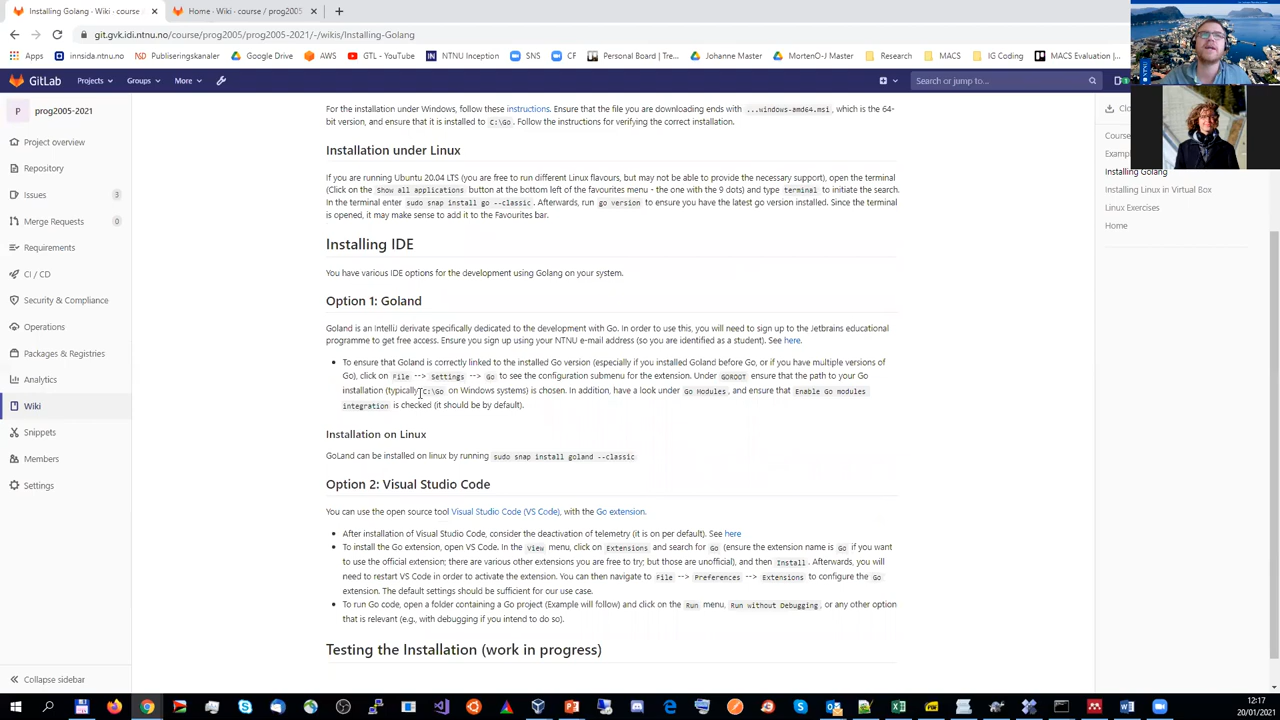 Installing Golang · Wiki · course
Home · Wiki · course / prog2005
git.gvk.idi.ntnu.no/course/prog2005/prog2005-2021/-/wikis/Installing-Golang
Apps
insida.ntnu.no
Publiseringskanaler
Google Drive
AWS
GTL - YouTube
NTNU Inception
SNS
CF
Personal Board | Tre...
Johanne Master
MortenO-J Master
Research
MACS
IG Coding
MACS Evaluation |...
GitLab
Projects
Groups
More
Search or jump to...
P prog2005-2021
Project overview
Repository
Issues 3
Merge Requests 0
Requirements
CI / CD
Security & Compliance
Operations
Packages & Registries
Analytics
Wiki
Snippets
Members
Settings
Collapse sidebar
For the installation under Windows, follow these instructions. Ensure that the file you are downloading ends with ...windows-amd64.msi, which is the 64-
bit version, and ensure that it is installed to C:\Go. Follow the instructions for verifying the correct installation.
Installation under Linux
If you are running Ubuntu 20.04 LTS (you are free to run different Linux flavours, but may not be able to provide the necessary support), open the terminal
(Click on the Show all applications button at the bottom left of the favourites menu - the one with the 9 dots) and type terminal to initiate the search.
In the terminal enter sudo snap install go --classic. Afterwards, run go version to ensure you have the latest go version installed. Since the terminal
is opened, it may make sense to add it to the Favourites bar.
Installing IDE
You have various IDE options for the development using Golang on your system.
Option 1: Goland
Goland is an IntelliJ derivate specifically dedicated to the development with Go. In order to use this, you will need to sign up to the Jetbrains educational
programme to get free access. Ensure you sign up using your NTNU e-mail address (so you are identified as a student). See here.
• To ensure that Goland is correctly linked to the installed Go version (especially if you installed Goland before Go, or if you have multiple versions of
Go), click on File --> Settings --> Go to see the configuration submenu for the extension. Under GOROOT ensure that the path to your Go
installation (typically C:\Go on Windows systems) is chosen. In addition, have a look under Go Modules, and ensure that Enable Go modules
integration is checked (it should be by default).
Installation on Linux
GoLand can be installed on linux by running sudo snap install goland --classic
Option 2: Visual Studio Code
You can use the open source tool Visual Studio Code (VS Code), with the Go extension.
• After installation of Visual Studio Code, consider the deactivation of telemetry (it is on per default). See here
• To install the Go extension, open VS Code. In the View menu, click on Extensions and search for Go (ensure the extension name is Go if you want
to use the official extension; there are various other extensions you are free to try; but those are unofficial), and then Install. Afterwards, you will
need to restart VS Code in order to activate the extension. You can then navigate to File --> Preferences --> Extensions to configure the Go
extension. The default settings should be sufficient for our use case.
• To run Go code, open a folder containing a Go project (Example will follow) and click on the Run menu, Run without Debugging, or any other option
that is relevant (e.g., with debugging if you intend to do so).
Testing the Installation (work in progress)
Installing Golang
Installing Linux in Virtual Box
Linux Exercises
Home
12:17
20/01/2021